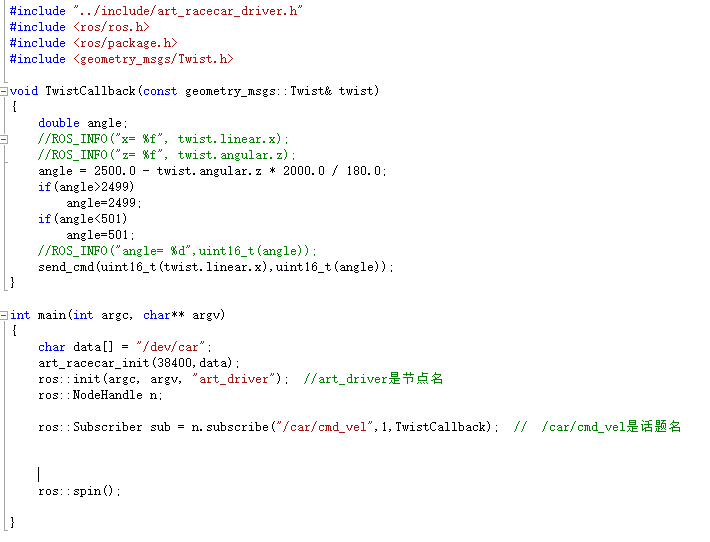 #include "../include/art_racecar_driver.h"
#include <ros/ros.h>
#include <ros/package.h>
#include <geometry_msgs/Twist.h>
void TwistCallback(const geometry_msgs::Twist& twist)
{
double angle;
//ROS_INFO("x= %f", twist.linear.x);
//ROS_INFO("z= %f", twist.angular.z);
angle = 2500.0 - twist.angular.z * 2000.0 / 180.0;
if(angle>2499)
angle=2499;
if(angle<501)
angle=501;
//ROS_INFO("angle= %d",uint16_t(angle));
send_cmd(uint16_t(twist.linear.x),uint16_t(angle));
}
int main(int argc, char** argv)
{
char data[] = "/dev/car";
art_racecar_init(38400,data);
ros::init(argc, argv, "art_driver"); //art_driver是节点名
ros::NodeHandle n;
ros::Subscriber sub = n.subscribe("/car/cmd_vel",1,TwistCallback); // /car/cmd_vel是话题名
ros::spin();
}